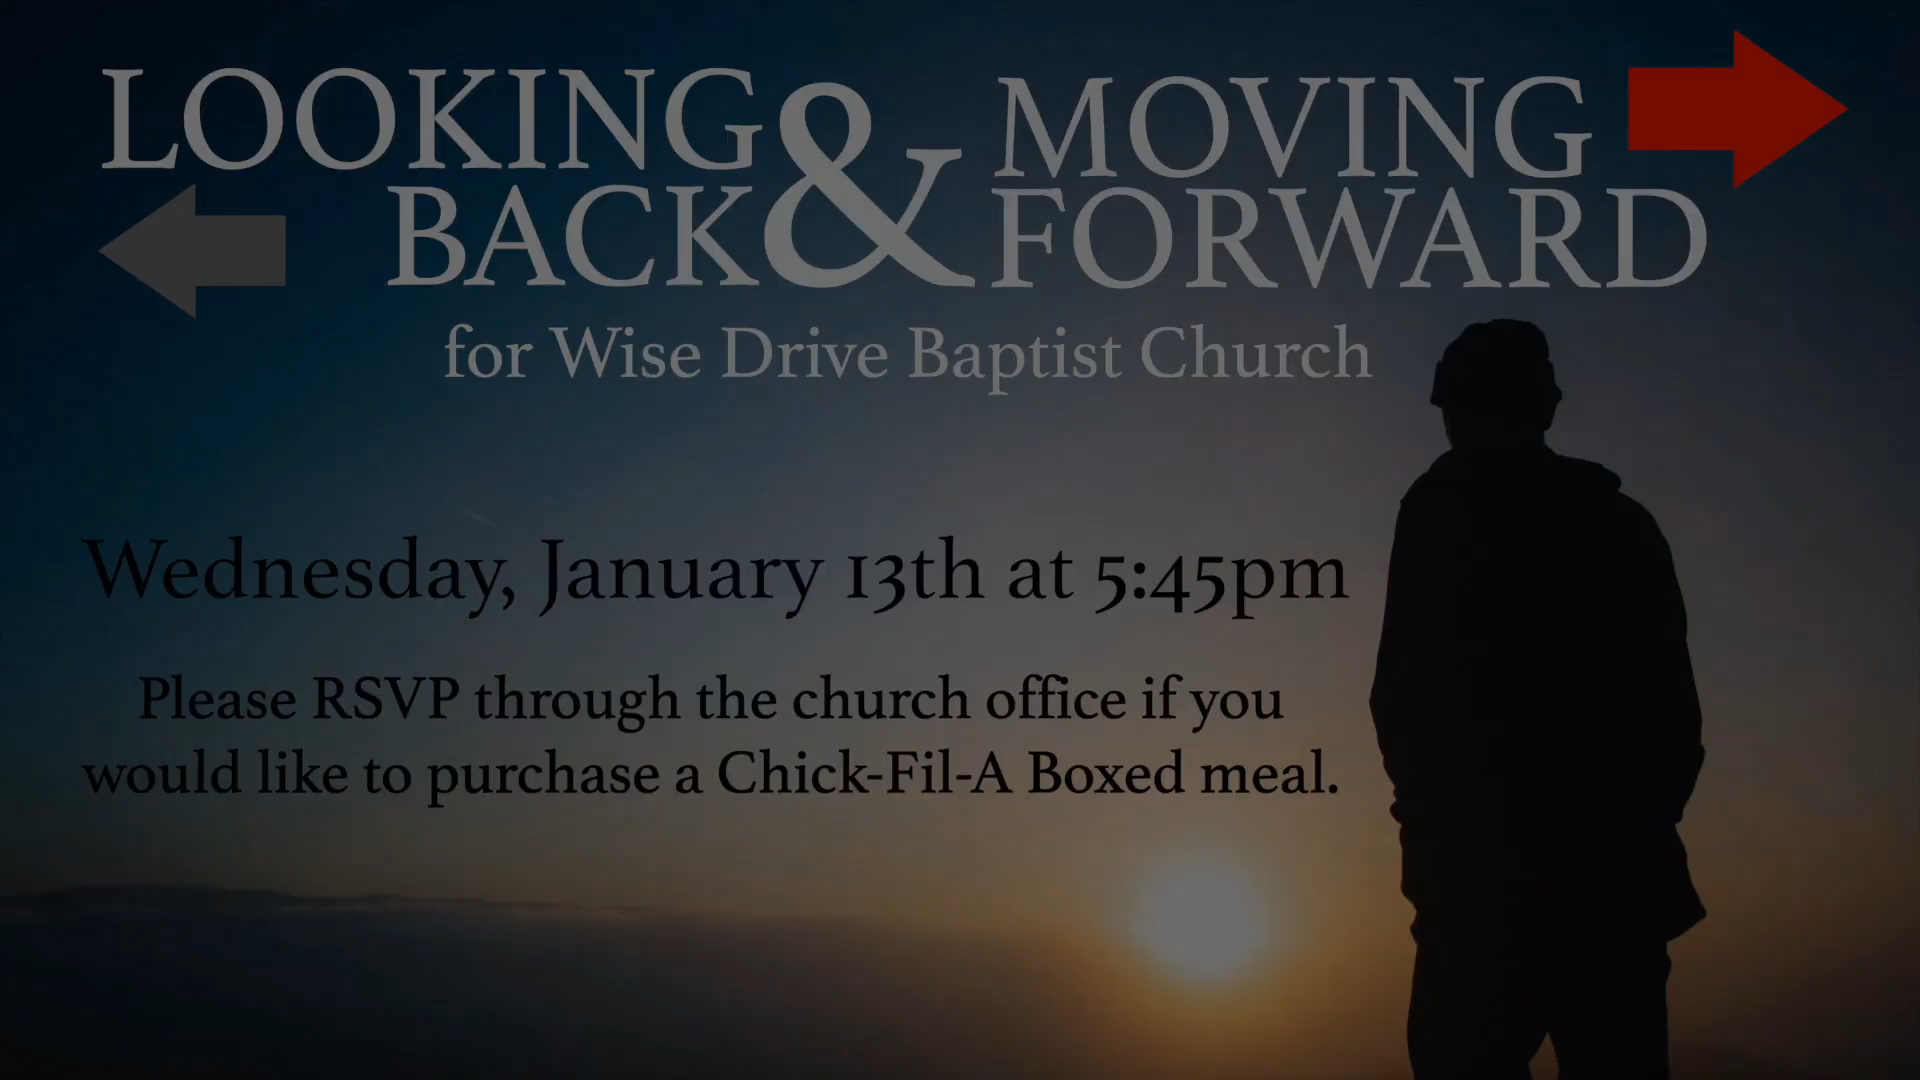 LOOKING
BACK
&
MOVING
FORWARD
for Wise Drive Baptist Church
Wednesday, January 13th at 5:45pm
Please RSVP through the church office if you
would like to purchase a Chick-Fil-A Boxed meal.